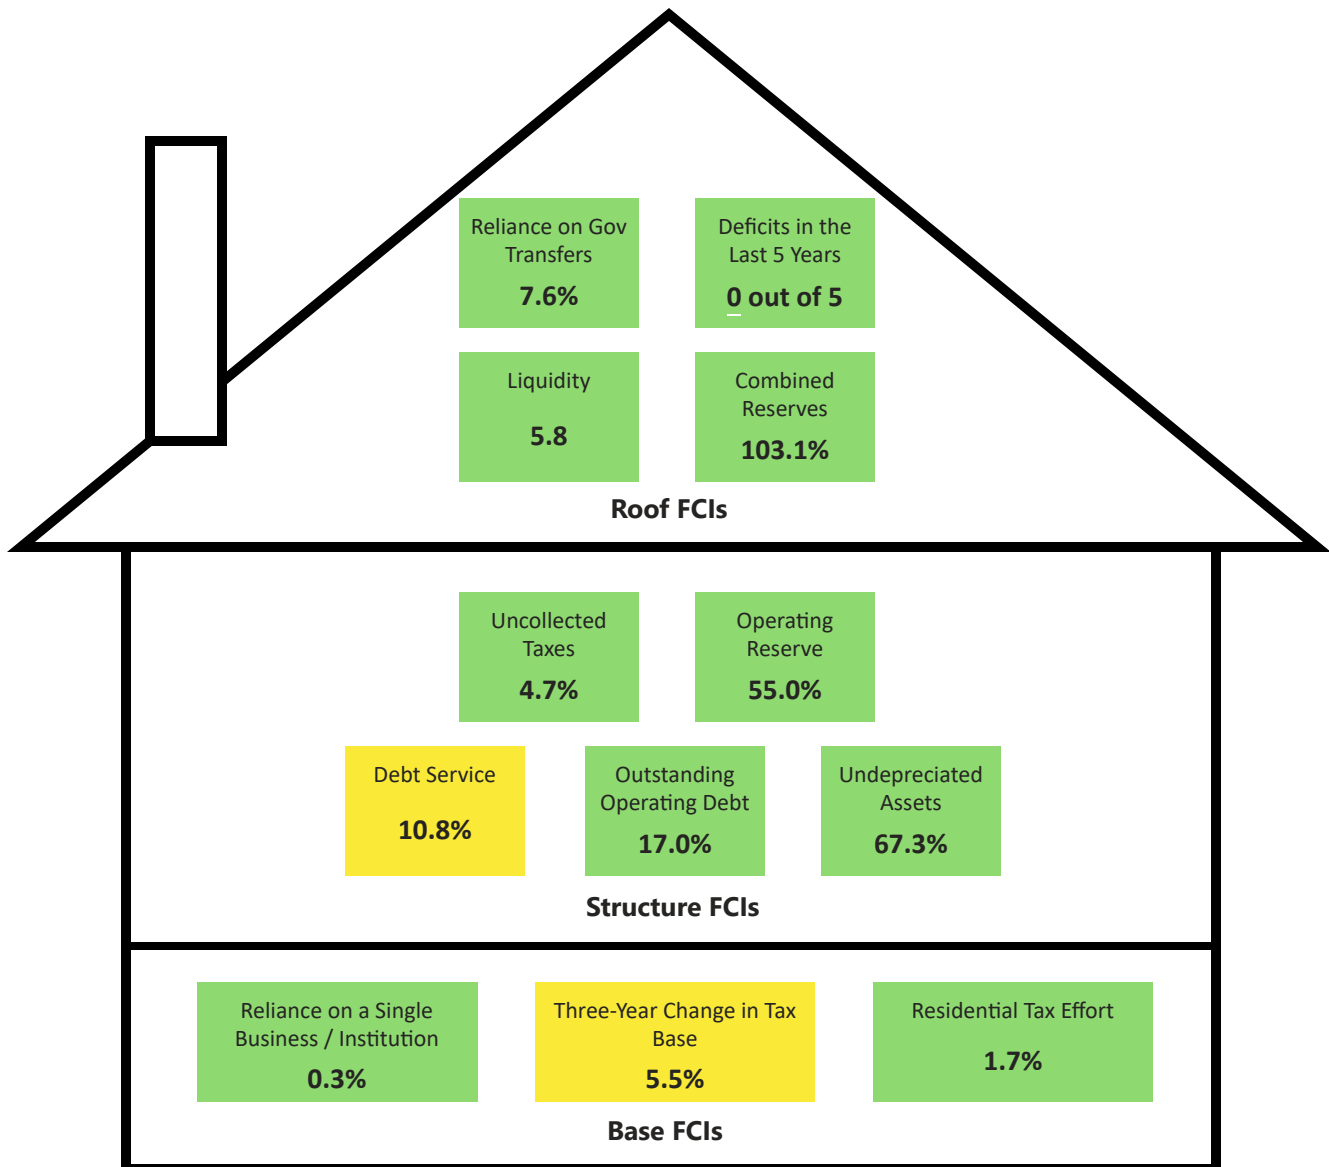 Reliance on Gov
Transfers
7.6%
Deficits in the
Last 5 Years
0 out of 5
Liquidity
5.8
Combined
Reserves
103.1%
Roof FCIs
Uncollected
Taxes
4.7%
Operating
Reserve
55.0%
Debt Service
10.8%
Outstanding
Operating Debt
17.0%
Undepreciated
Assets
67.3%
Structure FCIs
Reliance on a Single
Business / Institution
0.3%
Three-Year Change in Tax
Base
5.5%
Residential Tax Effort
1.7%
Base FCIs